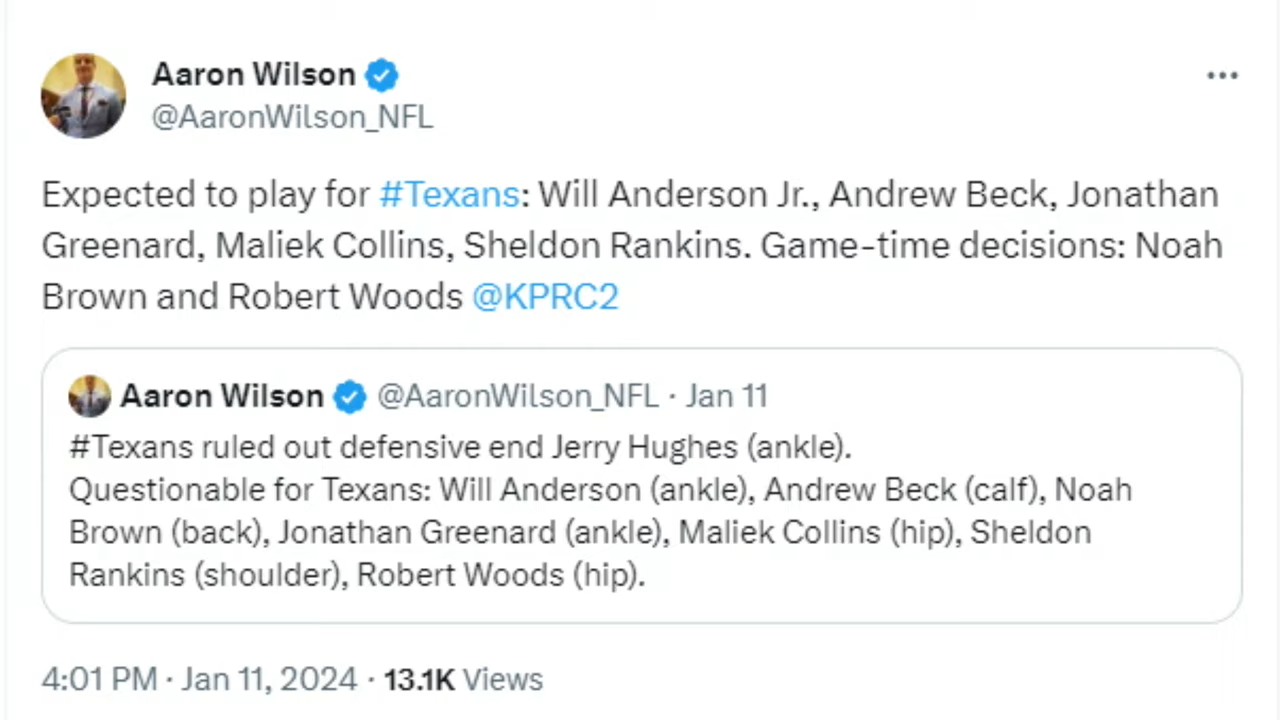 Aaron Wilson
@AaronWilson_NFL
Expected to play for #Texans: Will Anderson Jr., Andrew Beck, Jonathan
Greenard, Maliek Collins, Sheldon Rankins. Game-time decisions: Noah
Brown and Robert Woods @KPRC2
Aaron Wilson @AaronWilson_NFL · Jan 11
#Texans ruled out defensive end Jerry Hughes (ankle).
Questionable for Texans: Will Anderson (ankle), Andrew Beck (calf), Noah
Brown (back), Jonathan Greenard (ankle), Maliek Collins (hip), Sheldon
Rankins (shoulder), Robert Woods (hip).
4:01 PM · Jan 11, 2024 · 13.1K Views